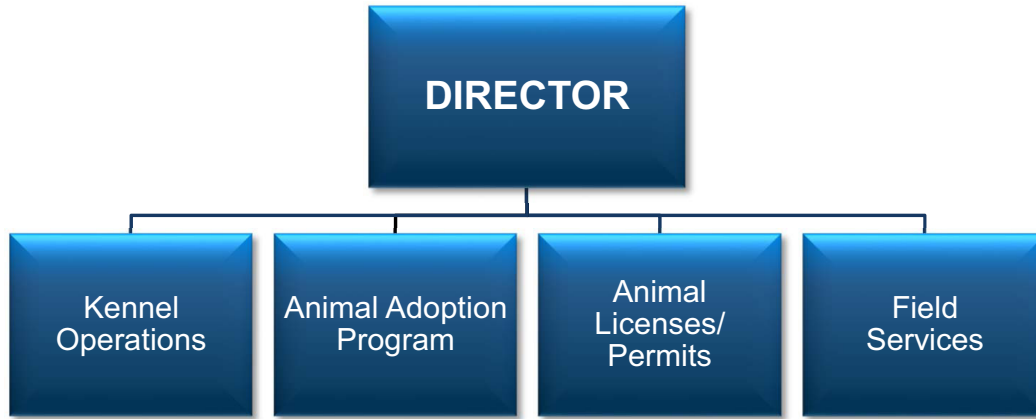 DIRECTOR
Kennel
Operations
Animal Adoption
Program
Animal
Licenses/
Permits
Field
Services